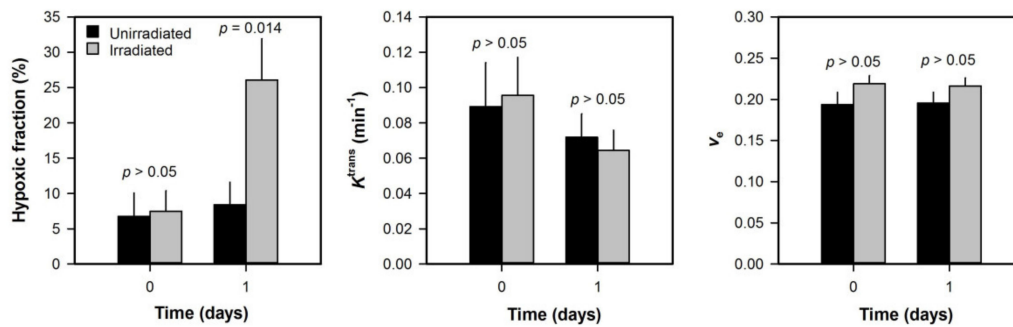 Hypoxic fraction (%)
35
30
25
20
15
10
5
0
Unirradiated
Irradiated
p > 0.05
p = 0.014
0
1
Time (days)
K^trans (min^-1)
0.14
0.12
0.10
0.08
0.06
0.04
0.02
0.00
p > 0.05
p > 0.05
0
1
Time (days)
v_e
0.30
0.25
0.20
0.15
0.10
0.05
0.00
p > 0.05
p > 0.05
0
1
Time (days)